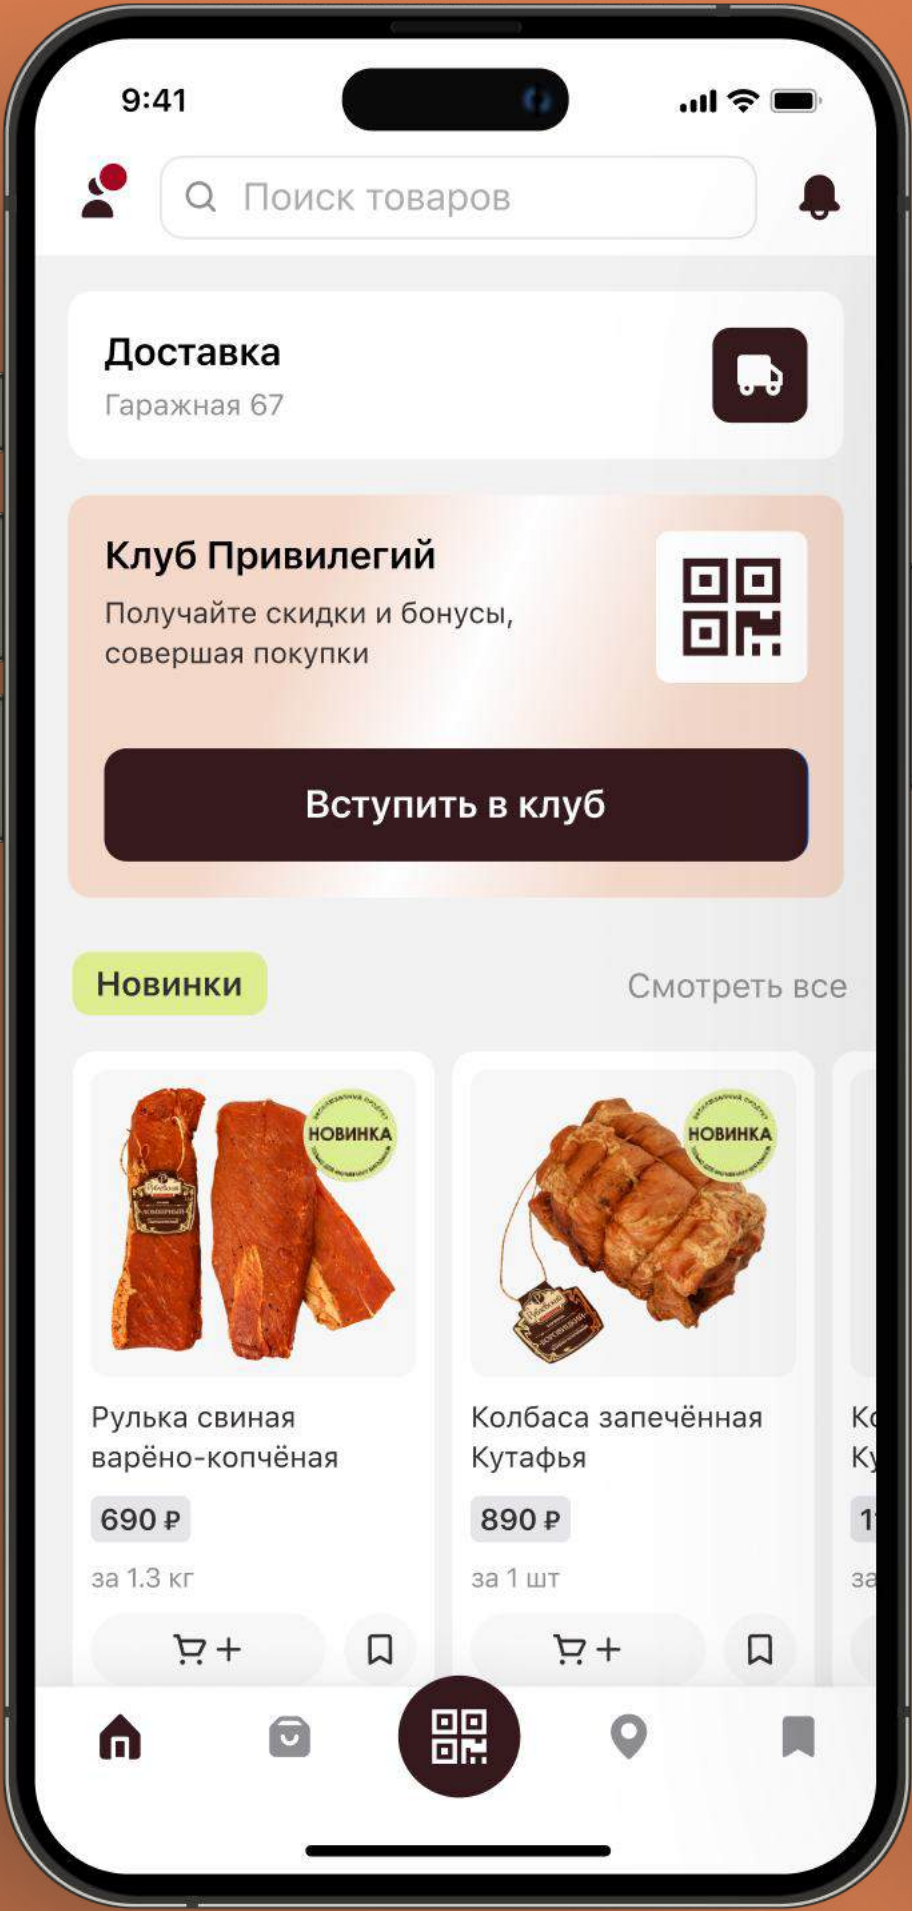 9:41
Поиск товаров
Доставка
Гаражная 67
Клуб Привилегий
Получайте скидки и бонусы,
совершая покупки
Вступить в клуб
Новинки
Смотреть все
НОВИНКА
НОВИНКА
Рулька свиная
варёно-копчёная
690 ₽
за 1.3 кг
Колбаса запечённая
Кутафья
890 ₽
за 1 шт